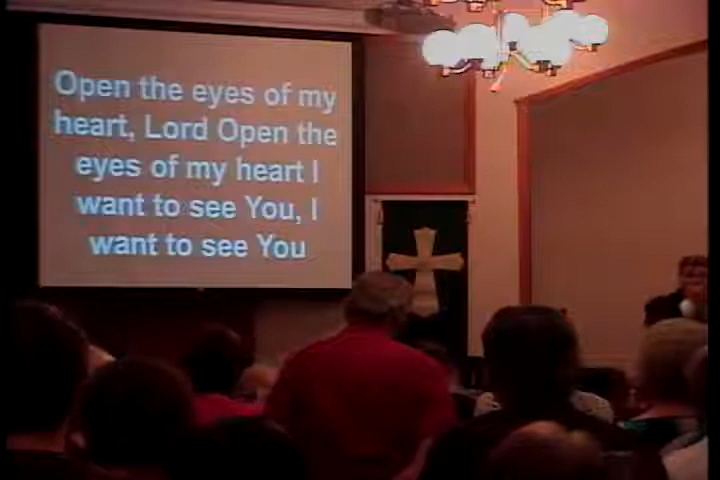 Open the eyes of my
heart, Lord Open the
eyes of my heart I
want to see You, I
want to see You